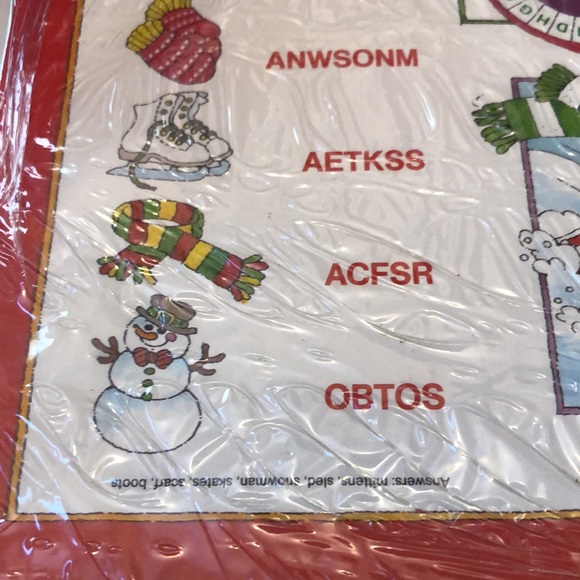 ANWSONM
AETKSS
ACFSR
OBTOS
Answers: mittens, sled, snowman, skates, scarf, boots